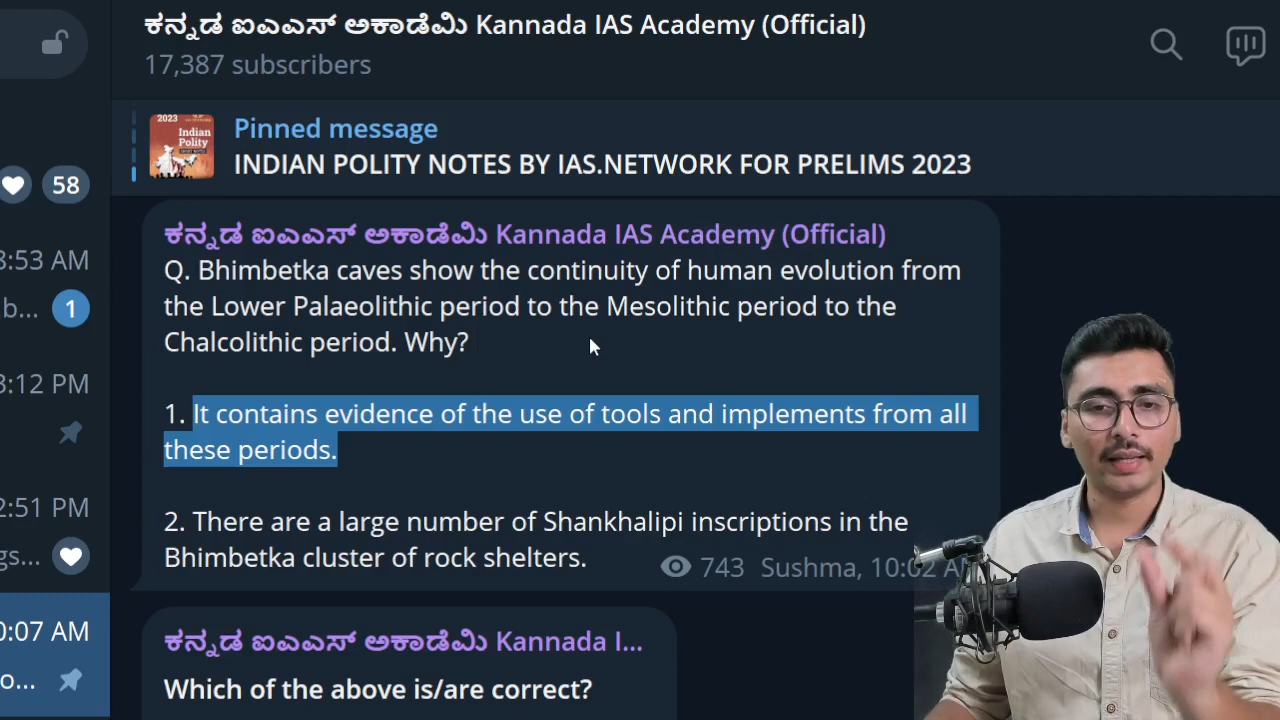 ಕನ್ನಡ ಐಎಎಸ್ ಅಕಾಡೆಮಿ Kannada IAS Academy (Official)
17,387 subscribers
Pinned message
INDIAN POLITY NOTES BY IAS.NETWORK FOR PRELIMS 2023
2023
Indian
Polity
58
8:53 AM
b... 1
3:12 PM
2:51 PM
gs...
0:07 AM
o...
ಕನ್ನಡ ಐಎಎಸ್ ಅಕಾಡೆಮಿ Kannada IAS Academy (Official)
Q. Bhimbetka caves show the continuity of human evolution from
the Lower Palaeolithic period to the Mesolithic period to the
Chalcolithic period. Why?
1. It contains evidence of the use of tools and implements from all
these periods.
2. There are a large number of Shankhalipi inscriptions in the
Bhimbetka cluster of rock shelters.
743 Sushma, 10:02 AM
ಕನ್ನಡ ಐಎಎಸ್ ಅಕಾಡೆಮಿ Kannada I...
Which of the above is/are correct?